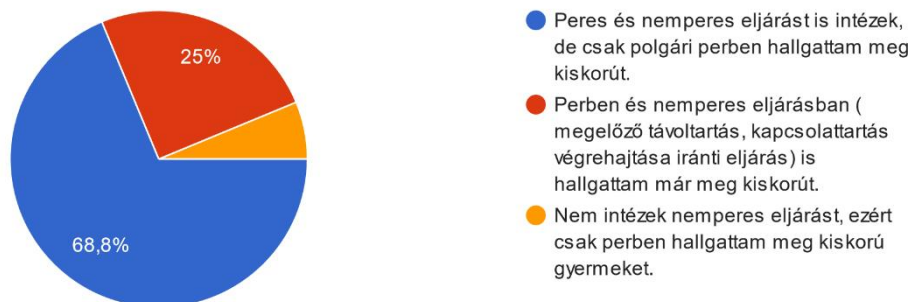 25%
68,8%
Peres és nemperes eljárást is intézek,
de csak polgári perben hallgattam meg
kiskorút.
Perben és nemperes eljárásban (
megelőző távoltartás, kapcsolattartás
végrehajtása iránti eljárás) is
hallgattam már meg kiskorút.
Nem intézek nemperes eljárást, ezért
csak perben hallgattam meg kiskorú
gyermeket.